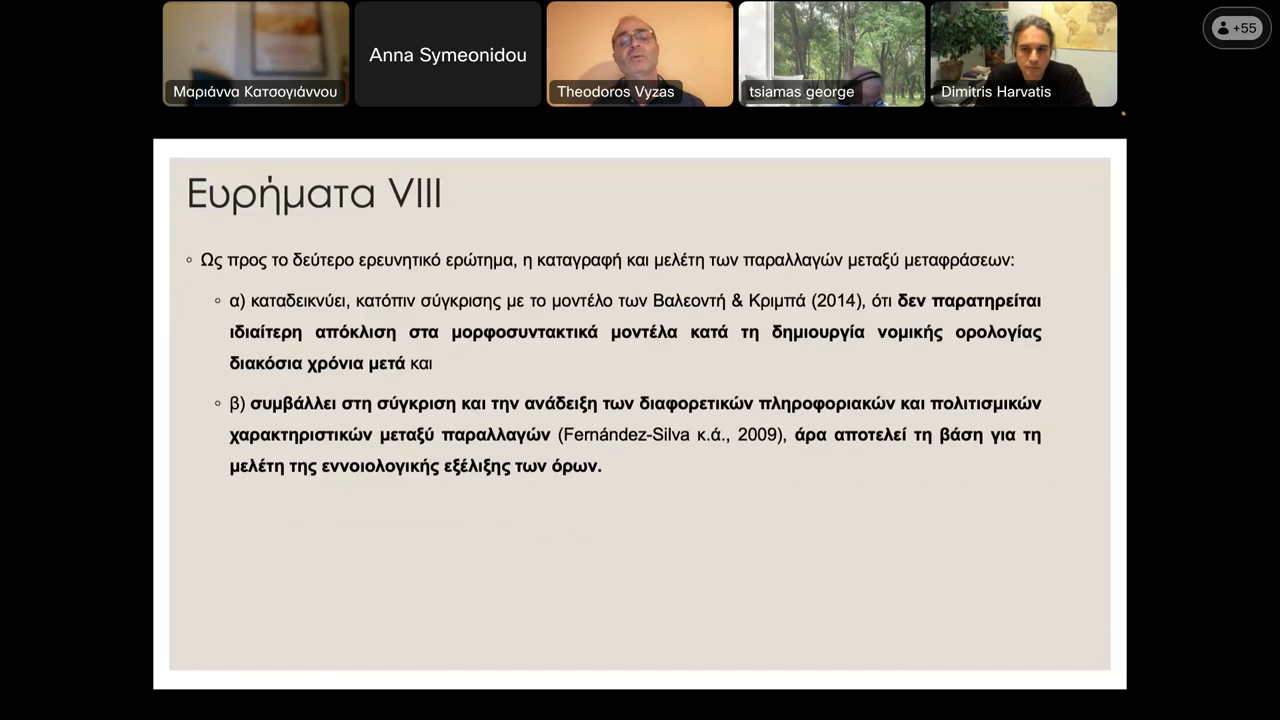 Μαριάννα Κατσογιάννου
Anna Symeonidou
Theodoros Vyzas
tsiamas george
Dimitris Harvatis
+55
Ευρήματα VIII
Ως προς το δεύτερο ερευνητικό ερώτημα, η καταγραφή και μελέτη των παραλλαγών μεταξύ μεταφράσεων:
α) καταδεικνύει, κατόπιν σύγκρισης με το μοντέλο των Βαλεοντή & Κριμπά (2014), ότι δεν παρατηρείται
ιδιαίτερη απόκλιση στα μορφοσυντακτικά μοντέλα κατά τη δημιουργία νομικής ορολογίας
διακόσια χρόνια μετά και
β) συμβάλλει στη σύγκριση και την ανάδειξη των διαφορετικών πληροφοριακών και πολιτισμικών
χαρακτηριστικών μεταξύ παραλλαγών (Fernández-Silva κ.ά., 2009), άρα αποτελεί τη βάση για τη
μελέτη της εννοιολογικής εξέλιξης των όρων.